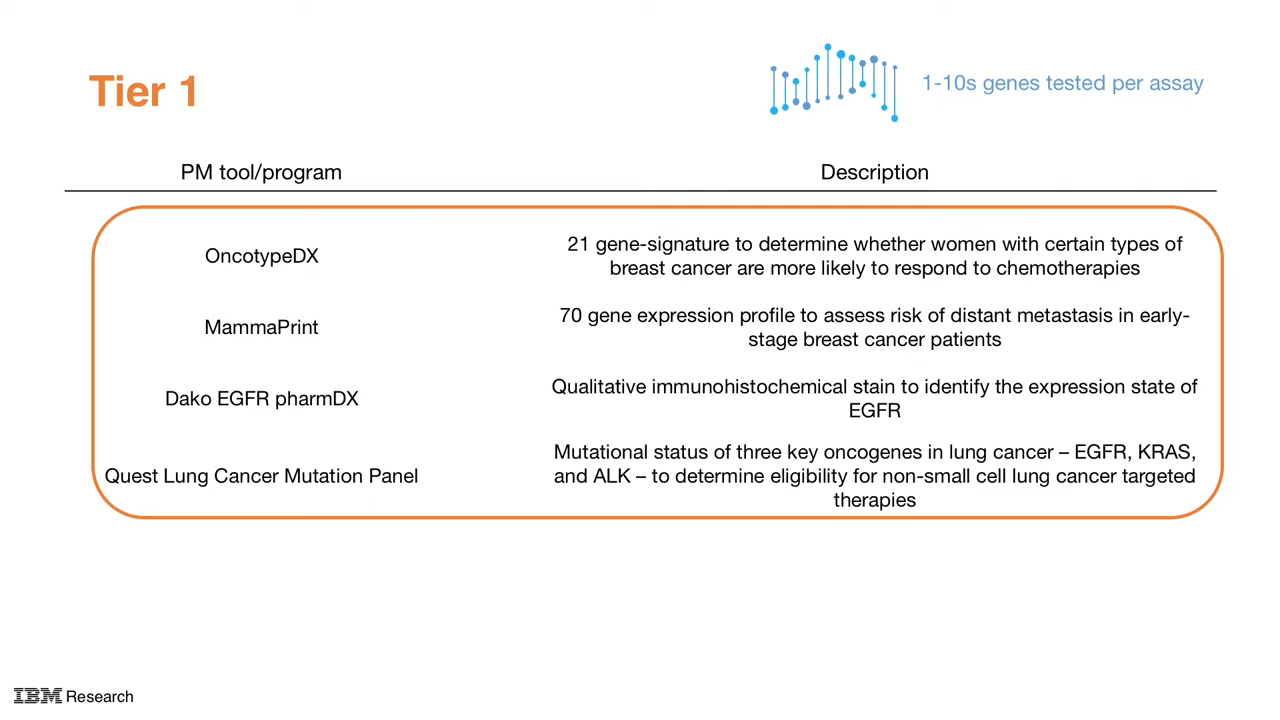 Tier 1
1-10s genes tested per assay
PM tool/program
Description
OncotypeDX
21 gene-signature to determine whether women with certain types of
breast cancer are more likely to respond to chemotherapies
MammaPrint
70 gene expression profile to assess risk of distant metastasis in early-
stage breast cancer patients
Dako EGFR pharmDX
Qualitative immunohistochemical stain to identify the expression state of
EGFR
Quest Lung Cancer Mutation Panel
Mutational status of three key oncogenes in lung cancer – EGFR, KRAS,
and ALK – to determine eligibility for non-small cell lung cancer targeted
therapies
IBM Research